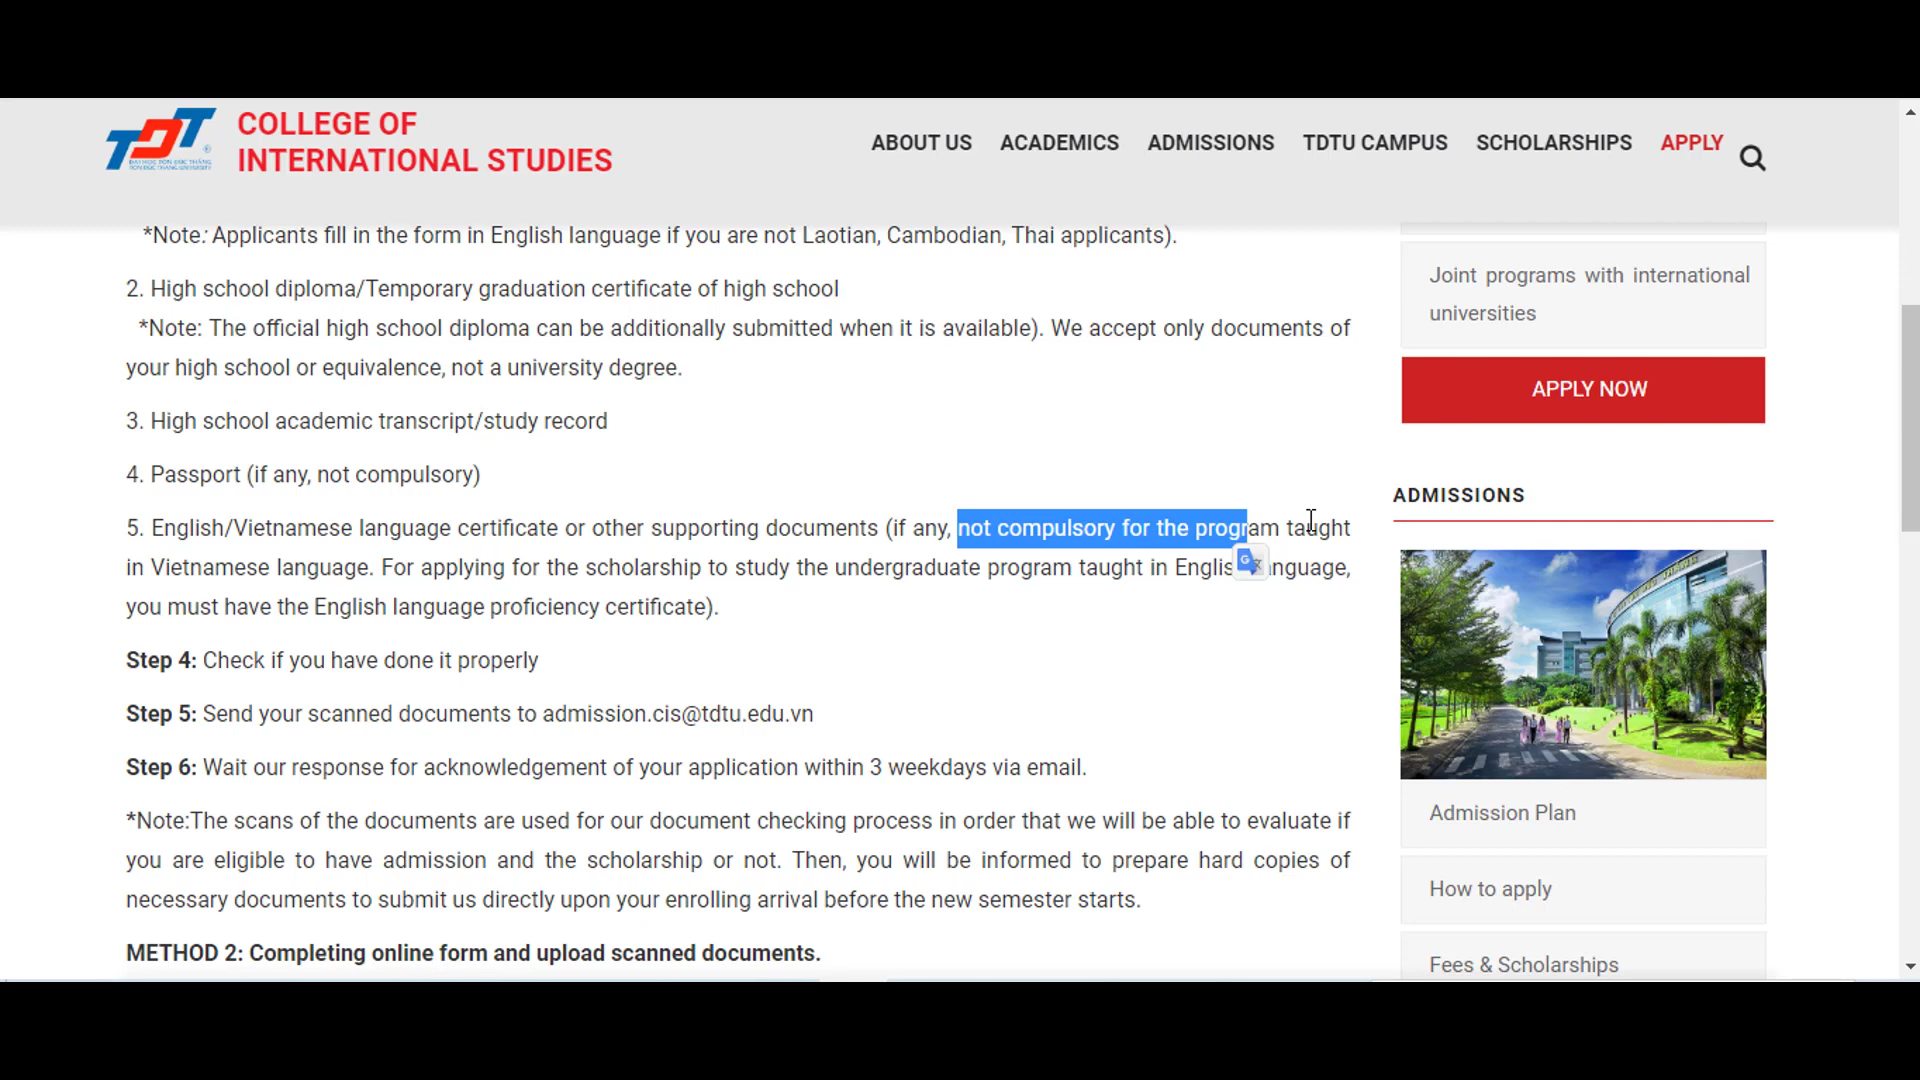 TDT
ĐẠI HỌC TÔN ĐỨC THẮNG
TON DUC THANG UNIVERSITY
COLLEGE OF
INTERNATIONAL STUDIES
ABOUT US ACADEMICS ADMISSIONS TDTU CAMPUS SCHOLARSHIPS APPLY
*Note: Applicants fill in the form in English language if you are not Laotian, Cambodian, Thai applicants).
2. High school diploma/Temporary graduation certificate of high school
*Note: The official high school diploma can be additionally submitted when it is available). We accept only documents of
your high school or equivalence, not a university degree.
3. High school academic transcript/study record
4. Passport (if any, not compulsory)
5. English/Vietnamese language certificate or other supporting documents (if any, not compulsory for the program taught
in Vietnamese language. For applying for the scholarship to study the undergraduate program taught in English language,
you must have the English language proficiency certificate).
Step 4: Check if you have done it properly
Step 5: Send your scanned documents to admission.cis@tdtu.edu.vn
Step 6: Wait our response for acknowledgement of your application within 3 weekdays via email.
*Note:The scans of the documents are used for our document checking process in order that we will be able to evaluate if
you are eligible to have admission and the scholarship or not. Then, you will be informed to prepare hard copies of
necessary documents to submit us directly upon your enrolling arrival before the new semester starts.
METHOD 2: Completing online form and upload scanned documents.
Joint programs with international
universities
APPLY NOW
ADMISSIONS
Admission Plan
How to apply
Fees & Scholarships